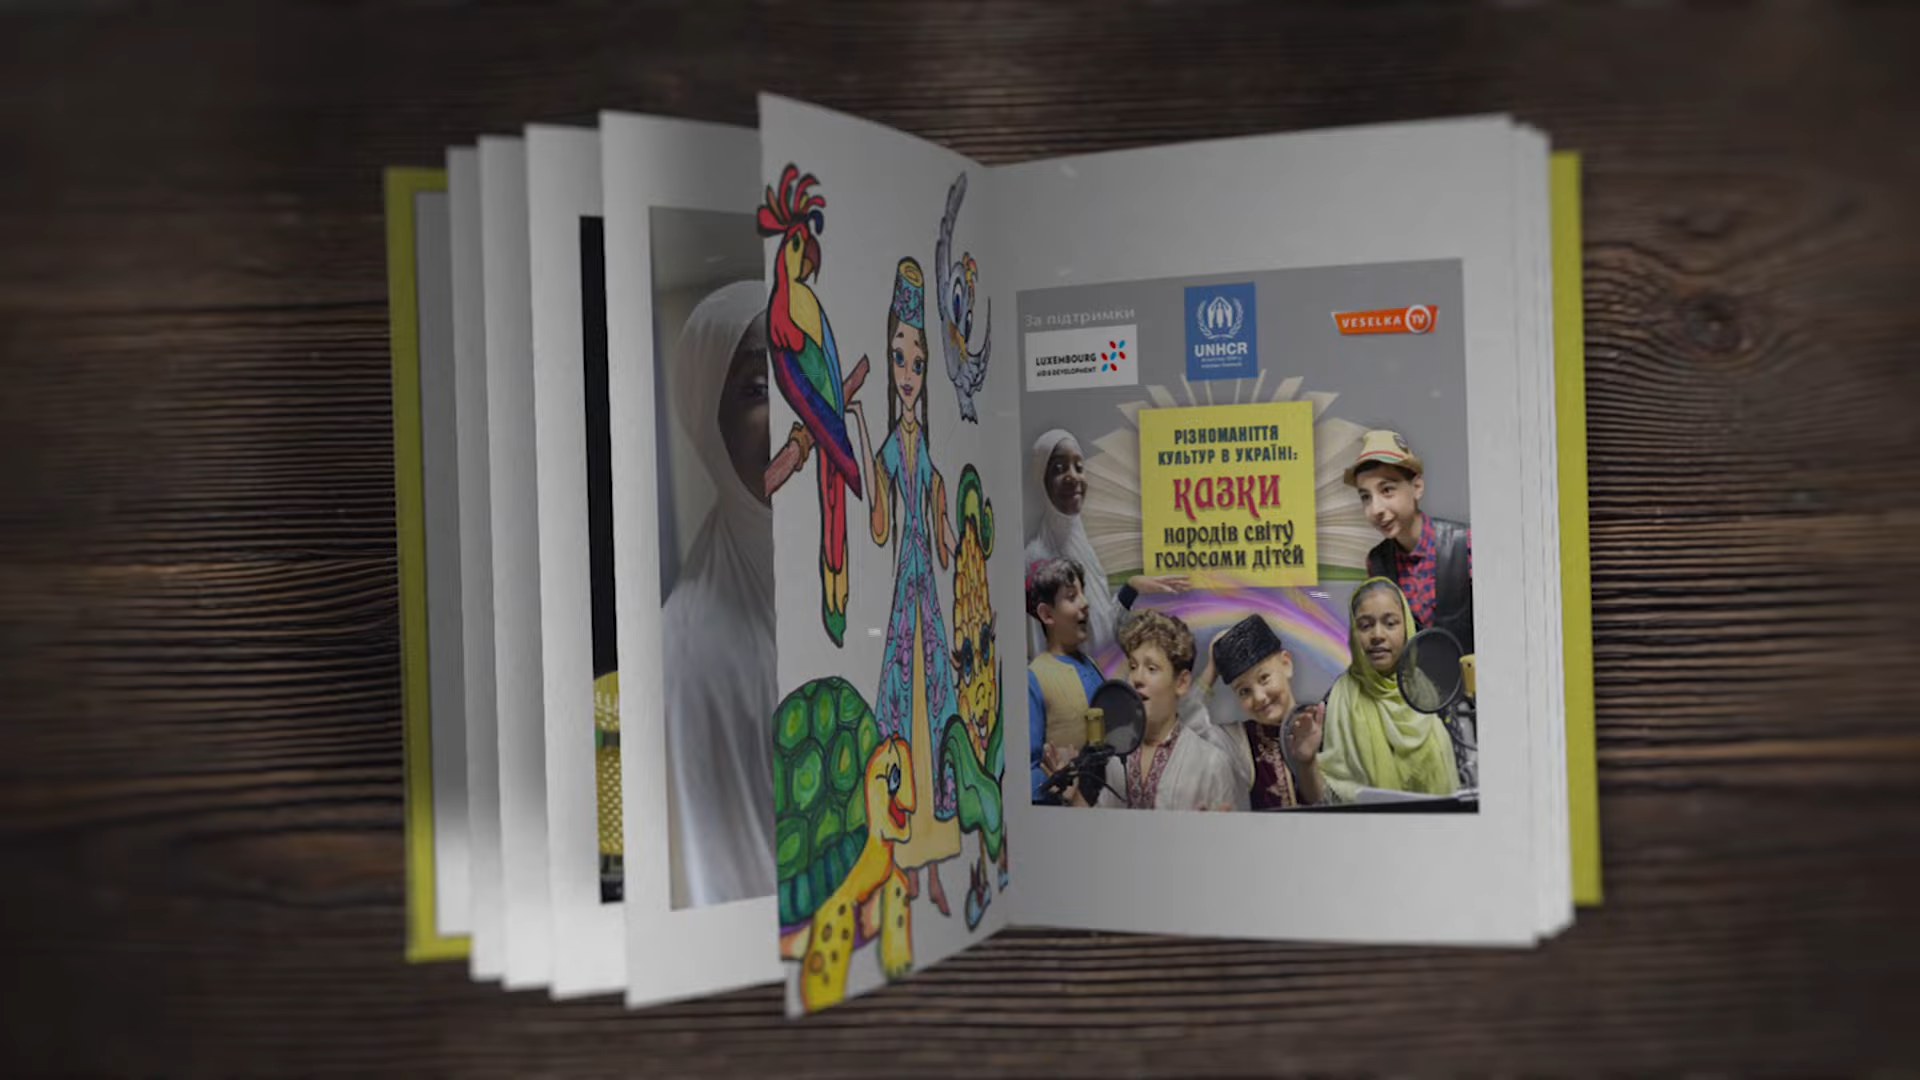 За підтримки
LUXEMBOURG
AID & DEVELOPMENT
UNHCR
VESELKA TV
РІЗНОМАНІТТЯ
КУЛЬТУР В УКРАЇНІ:
КАЗКИ
народів світу
голосами дітей